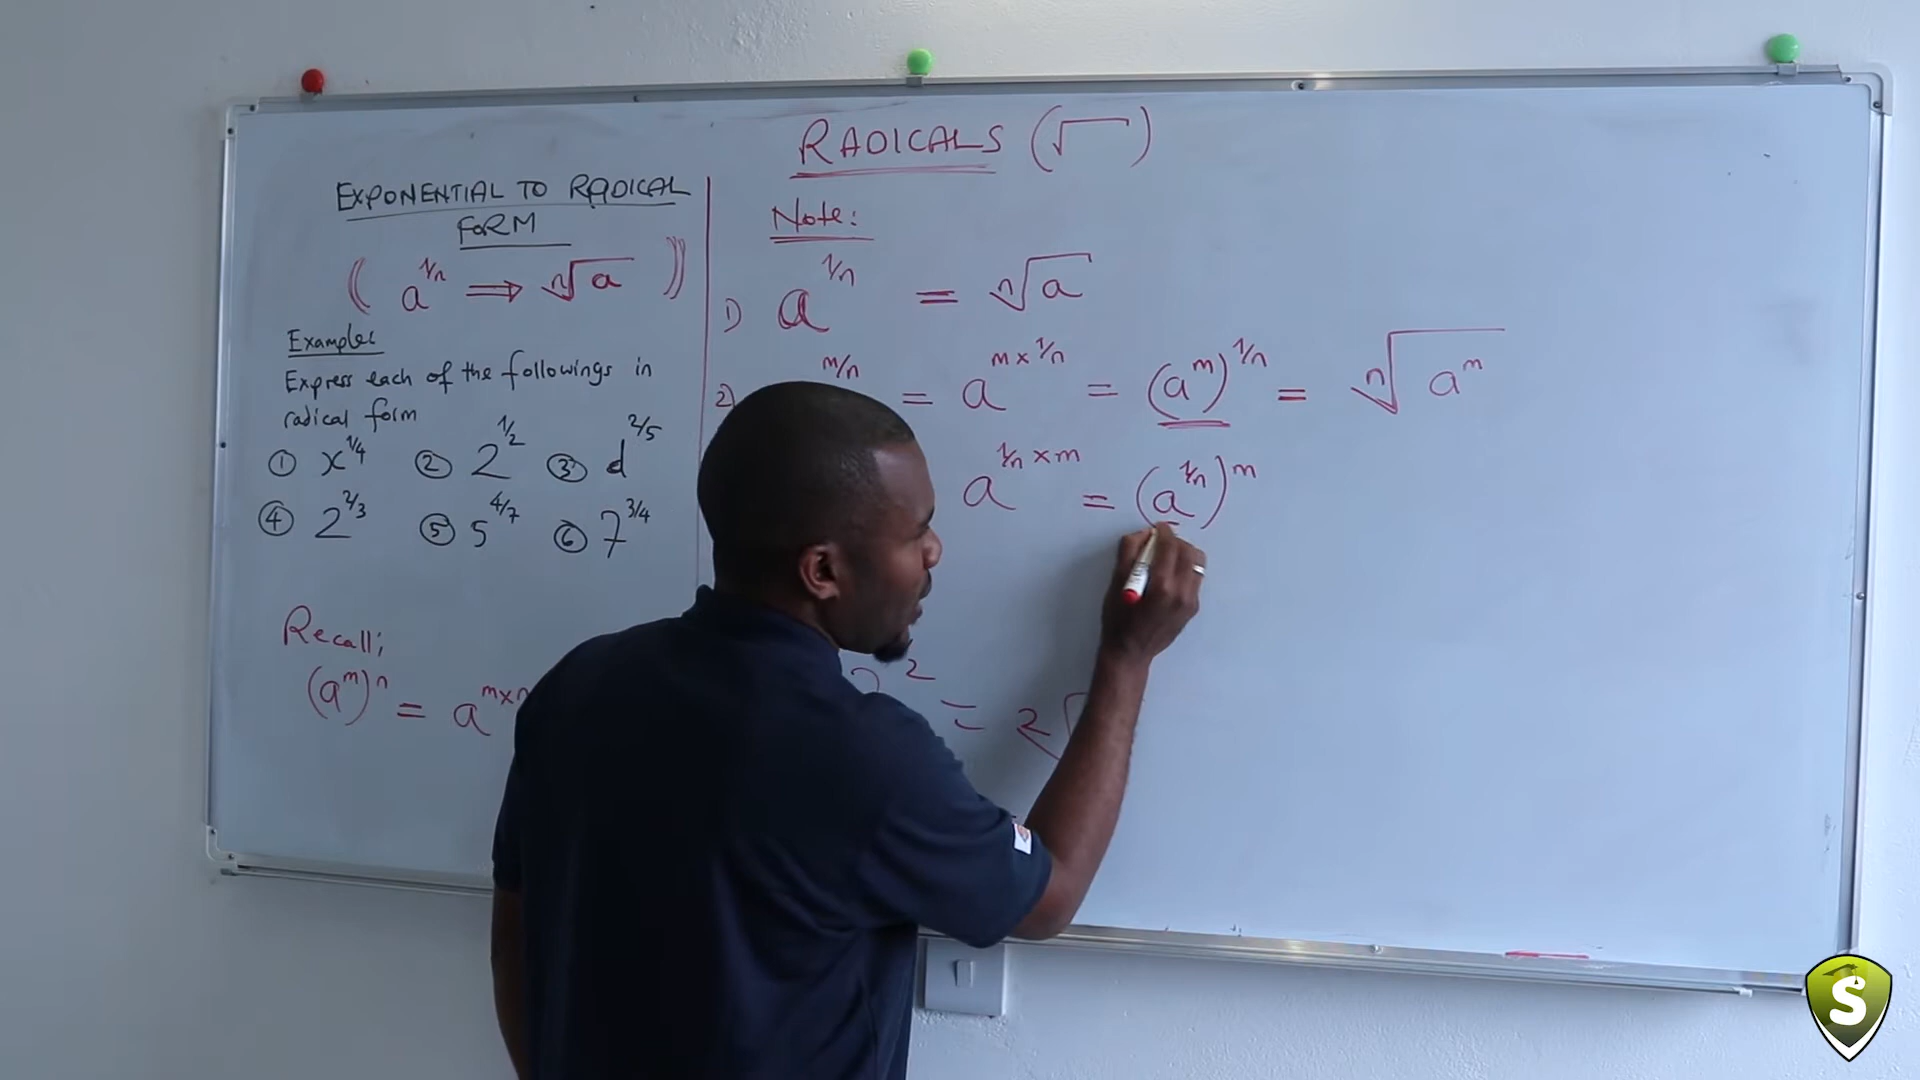 RADICALS (√ )
EXPONENTIAL TO RADICAL
FORM
(( a^{1/n} ⟹ ⁿ√a ))
Examples
Express each of the followings in
radical form
① x^{1/4} ② 2^{1/2} ③ d^{2/5}
④ 2^{2/3} ⑤ 5^{4/7} ⑥ 7^{3/4}
Recall;
(a^m)^n = a^{m×n}
Note:
1) a^{1/n} = ⁿ√a
2) ^{m/n} = a^{m×1/n} = (a^m)^{1/n} = ⁿ√a^m
a^{1/n×m} = (a^{1/n})^m
2 = 2√
S